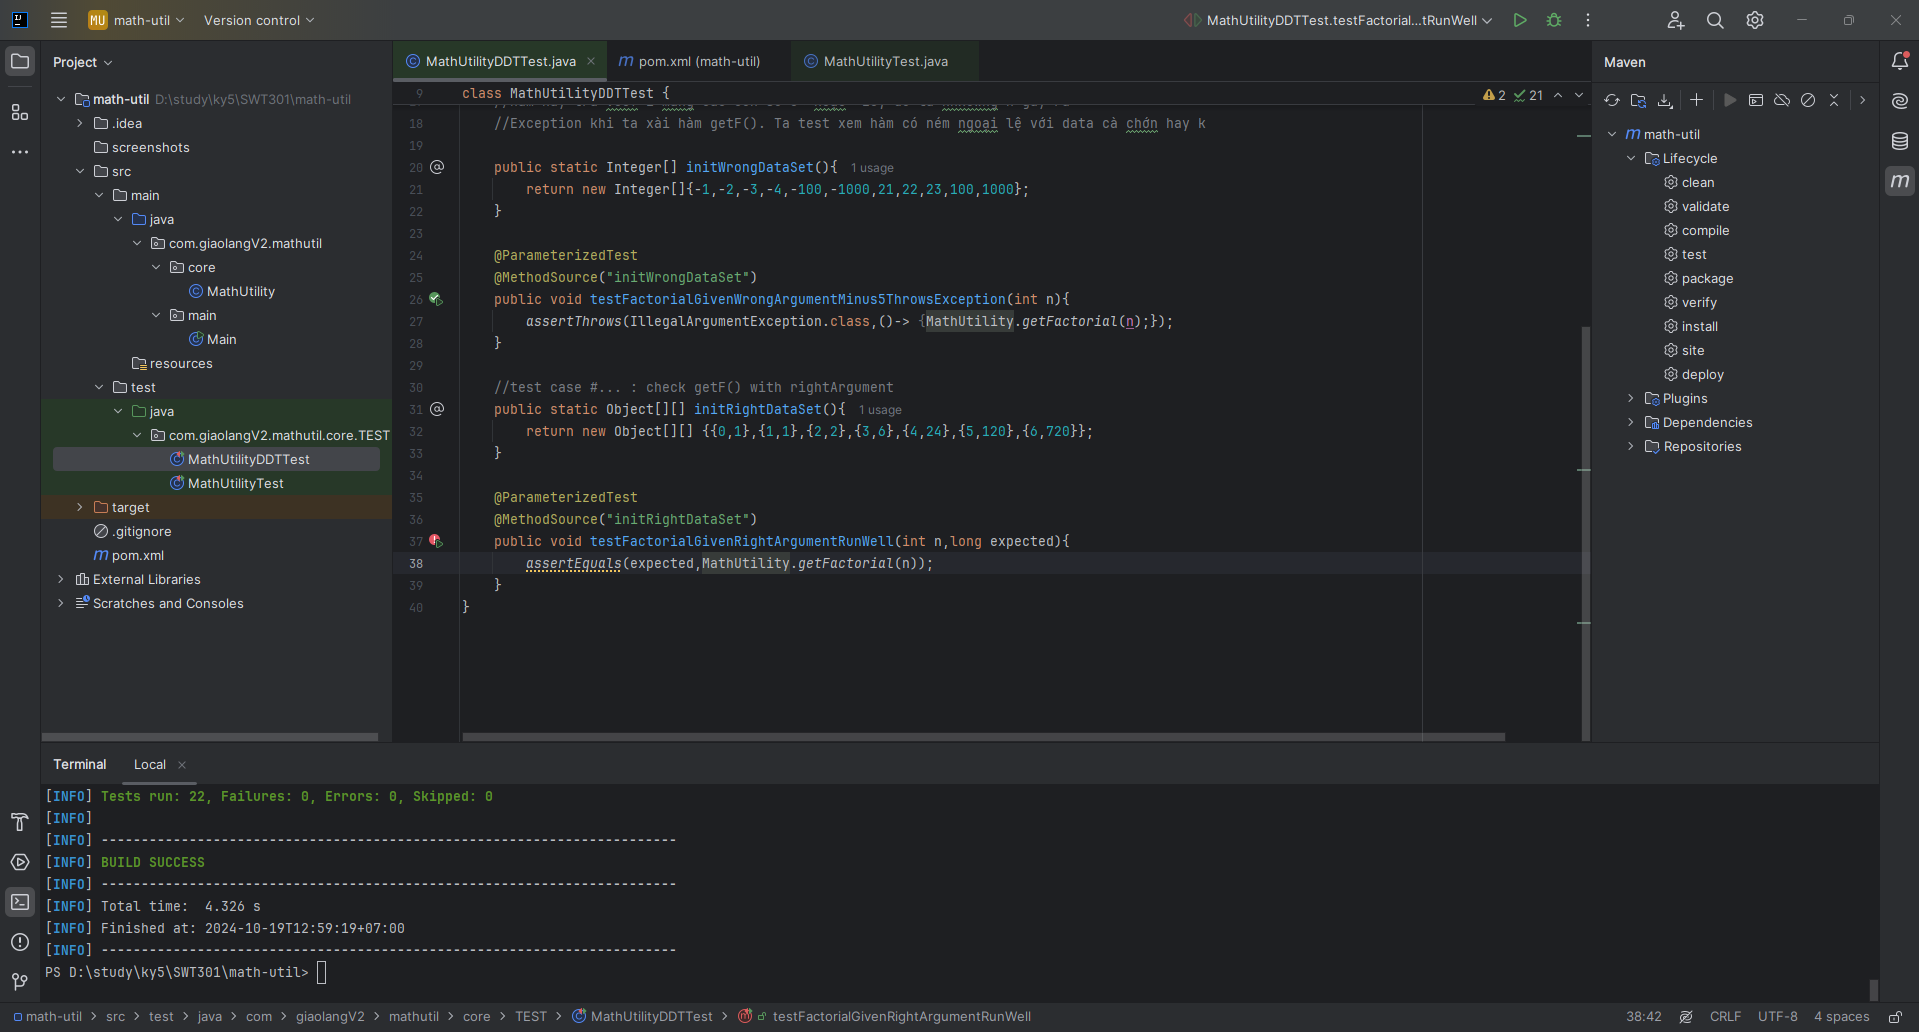 MU math-util Version control MathUtilityDDTTest.testFactorial...tRunWell
Project
math-util D:\study\ky5\SWT301\math-util
.idea
screenshots
src
main
java
com.giaolangV2.mathutil
core
MathUtility
main
Main
resources
test
java
com.giaolangV2.mathutil.core.TEST
MathUtilityDDTTest
MathUtilityTest
target
.gitignore
pom.xml
External Libraries
Scratches and Consoles
MathUtilityDDTTest.java pom.xml (math-util) MathUtilityTest.java
9 class MathUtilityDDTTest {
2 21
18 //Exception khi ta xài hàm getF(). Ta test xem hàm có ném ngoại lệ với data cà chớn hay k
19
20 public static Integer[] initWrongDataSet(){ 1 usage
21 return new Integer[]{-1,-2,-3,-4,-100,-1000,21,22,23,100,1000};
22 }
23
24 @ParameterizedTest
25 @MethodSource("initWrongDataSet")
26 public void testFactorialGivenWrongArgumentMinus5ThrowsException(int n){
27 assertThrows(IllegalArgumentException.class,()-> {MathUtility.getFactorial(n);});
28 }
29
30 //test case #... : check getF() with rightArgument
31 public static Object[][] initRightDataSet(){ 1 usage
32 return new Object[][] {{0,1},{1,1},{2,2},{3,6},{4,24},{5,120},{6,720}};
33 }
34
35 @ParameterizedTest
36 @MethodSource("initRightDataSet")
37 public void testFactorialGivenRightArgumentRunWell(int n,long expected){
38 assertEquals(expected,MathUtility.getFactorial(n));
39 }
40 }
Maven
math-util
Lifecycle
clean
validate
compile
test
package
verify
install
site
deploy
Plugins
Dependencies
Repositories
Terminal Local
[INFO] Tests run: 22, Failures: 0, Errors: 0, Skipped: 0
[INFO]
[INFO] ------------------------------------------------------------------------
[INFO] BUILD SUCCESS
[INFO] ------------------------------------------------------------------------
[INFO] Total time:  4.326 s
[INFO] Finished at: 2024-10-19T12:59:19+07:00
[INFO] ------------------------------------------------------------------------
PS D:\study\ky5\SWT301\math-util>
math-util > src > test > java > com > giaolangV2 > mathutil > core > TEST > MathUtilityDDTTest > testFactorialGivenRightArgumentRunWell 38:42 CRLF UTF-8 4 spaces